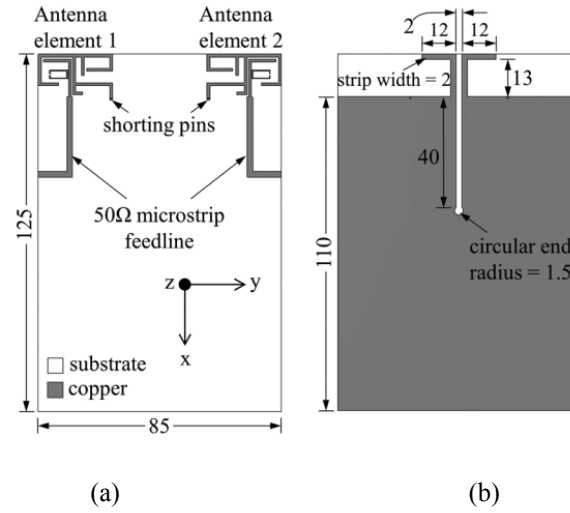 Antenna
element 1
Antenna
element 2
shorting pins
50Ω microstrip
feedline
125
z
y
x
substrate
copper
85
(a)
2
12
12
strip width = 2
13
40
110
circular end
radius = 1.5
(b)